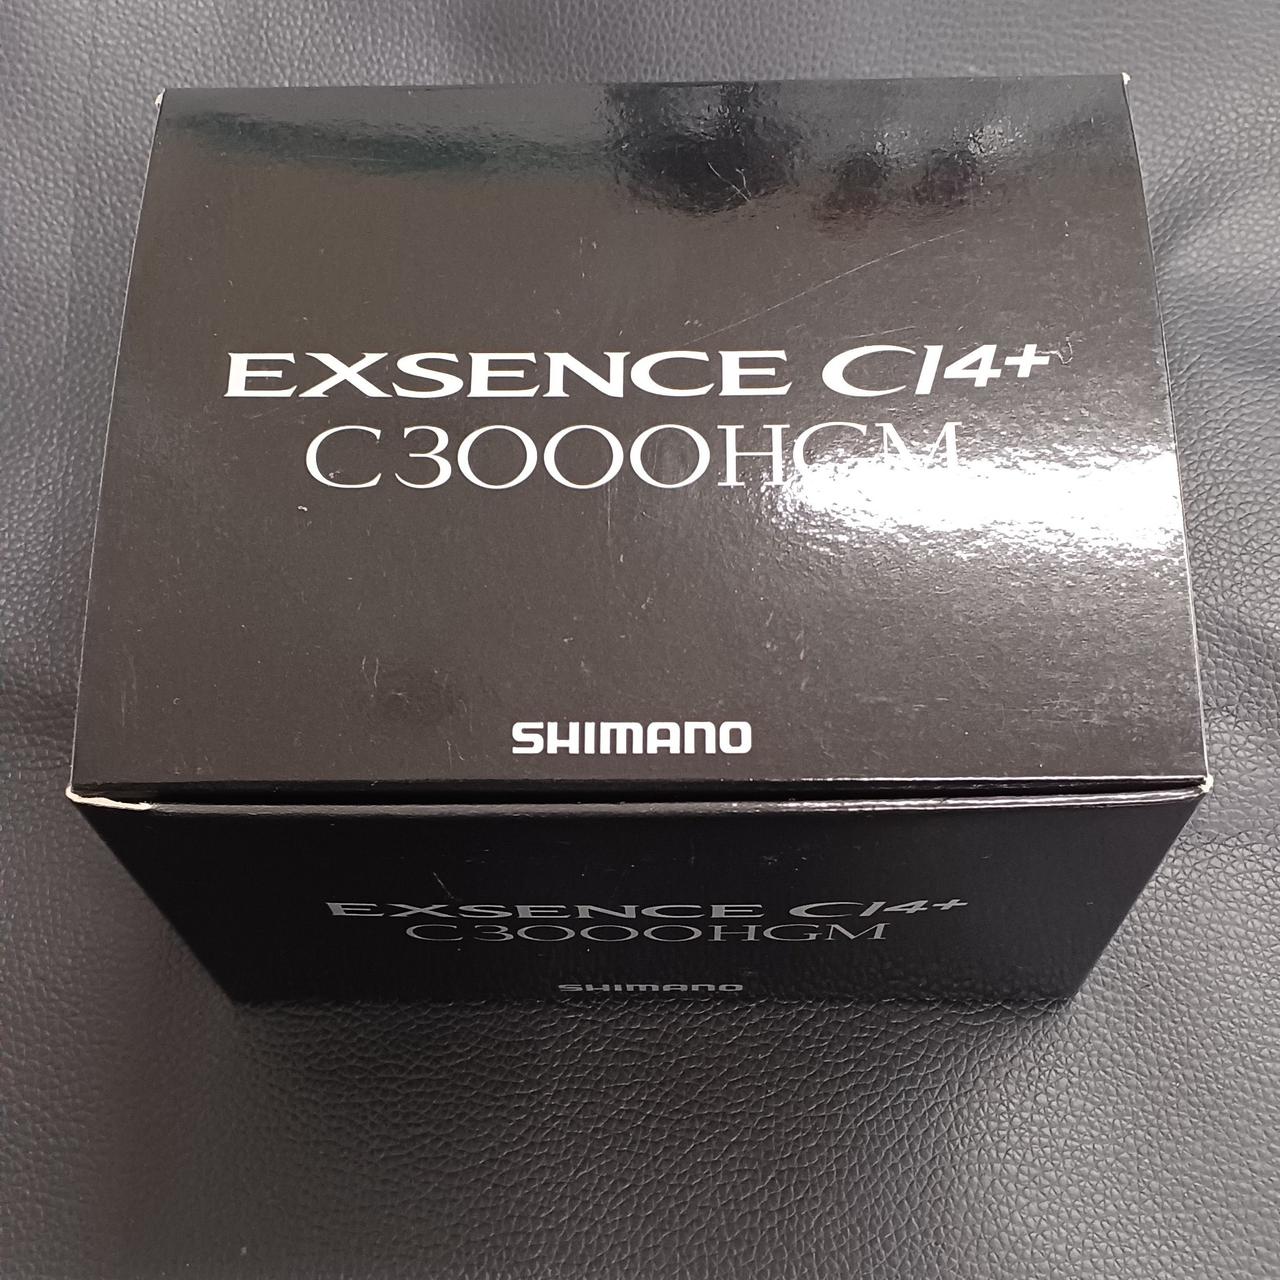 EXSENCE CI4+
C3000HGM
SHIMANO
EXSENCE CI4+
C3000HGM
SHIMANO